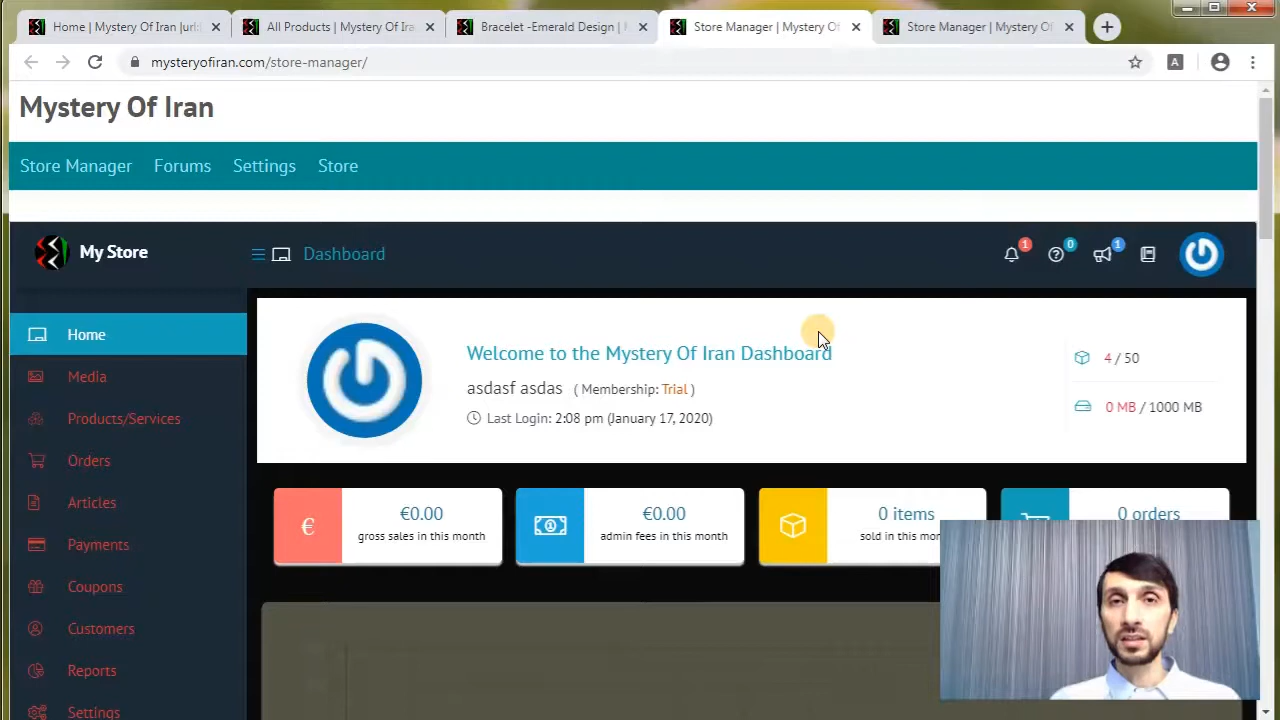 Home | Mystery Of Iran |url
All Products | Mystery Of Ira
Bracelet -Emerald Design | M
Store Manager | Mystery Of
Store Manager | Mystery Of
mysteryofiran.com/store-manager/
A
Mystery Of Iran
Store Manager Forums Settings Store
My Store
Dashboard
1
0
1
Home
Media
Products/Services
Orders
Articles
Payments
Coupons
Customers
Reports
Settings
Welcome to the Mystery Of Iran Dashboard
asdasf asdas ( Membership: Trial )
Last Login: 2:08 pm (January 17, 2020)
4 / 50
0 MB / 1000 MB
€
€0.00
gross sales in this month
€0.00
admin fees in this month
0 items
sold in this mon
0 orders